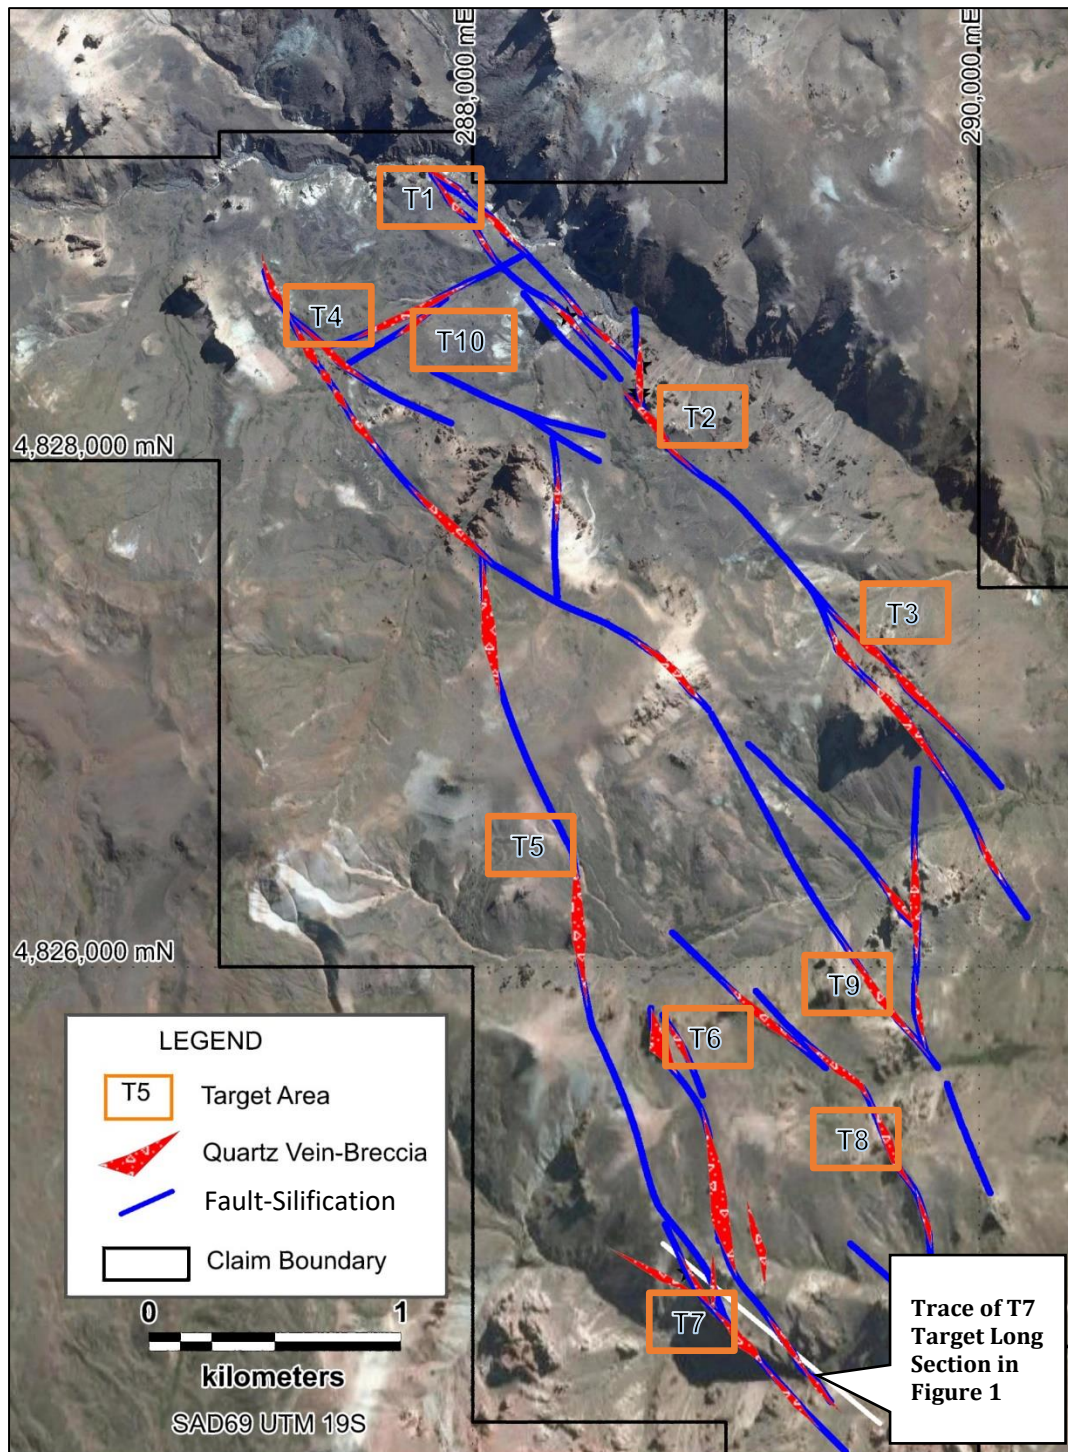 288,000 mE
290,000 mE
T1
T4
T10
T2
4,828,000 mN
T3
T5
4,826,000 mN
T9
T6
T8
T7
LEGEND
T5
Target Area
Quartz Vein-Breccia
Fault-Silification
Claim Boundary
0
1
kilometers
SAD69 UTM 19S
Trace of T7
Target Long
Section in
Figure 1